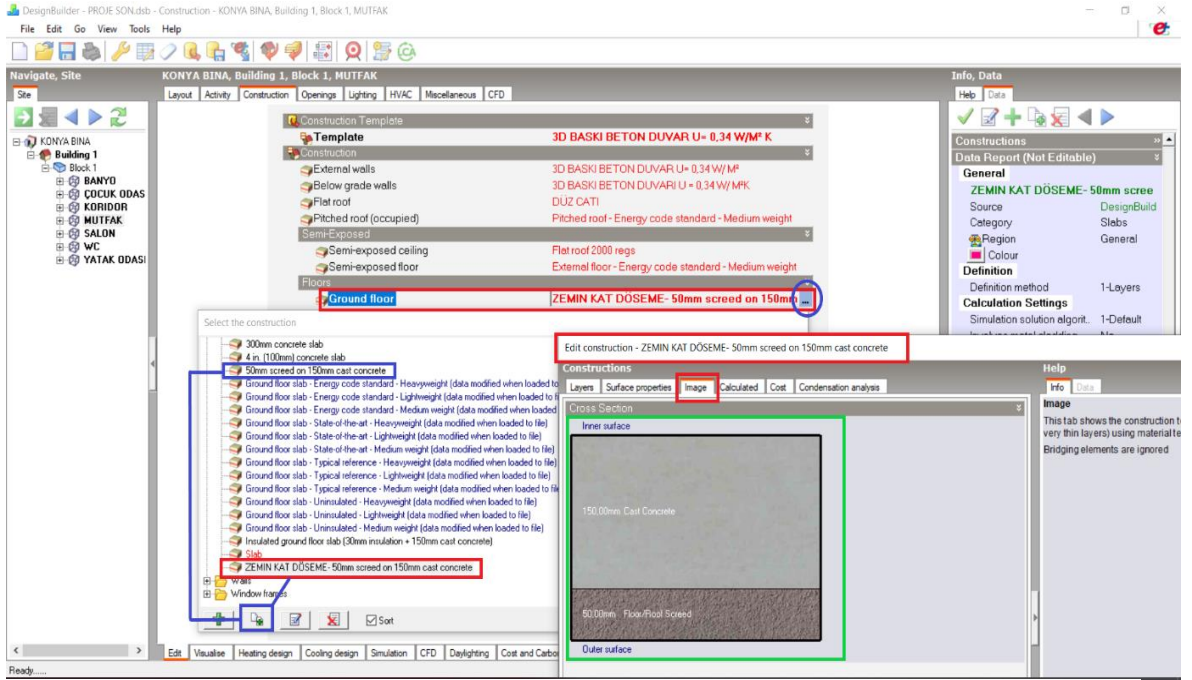 DesignBuilder - PROJE SON.dsb - Construction - KONYA BINA, Building 1, Block 1, MUTFAK
File Edit Go View Tools Help
Navigate, Site
Site
KONYA BINA
Building 1
Block 1
BANYO
ÇOCUK ODAS
KORIDOR
MUTFAK
SALON
WC
YATAK ODASI
KONYA BINA, Building 1, Block 1, MUTFAK
Layout Activity Construction Openings Lighting HVAC Miscellaneous CFD
Construction Template
Template 3D BASKI BETON DUVAR U= 0,34 W/M² K
Construction
External walls 3D BASKI BETON DUVAR U= 0,34 W/ M²
Below grade walls 3D BASKI BETON DUVARI U = 0,34 W/ M²K
Flat roof DÜZ CATI
Pitched roof (occupied) Pitched roof - Energy code standard - Medium weight
Semi-Exposed
Semi-exposed ceiling Flat roof 2000 regs
Semi-exposed floor External floor - Energy code standard - Medium weight
Floors
Ground floor ZEMIN KAT DÖSEME- 50mm screed on 150mm ...
Select the construction
300mm concrete slab
4 in. (100mm) concrete slab
50mm screed on 150mm cast concrete
Ground floor slab - Energy code standard - Heavyweight (data modified when loaded to
Ground floor slab - Energy code standard - Lightweight (data modified when loaded to fi
Ground floor slab - Energy code standard - Medium weight (data modified when loaded
Ground floor slab - State-of-the-art - Heavyweight (data modified when loaded to file)
Ground floor slab - State-of-the-art - Lightweight (data modified when loaded to file)
Ground floor slab - State-of-the-art - Medium weight (data modified when loaded to file)
Ground floor slab - Typical reference - Heavyweight (data modified when loaded to file)
Ground floor slab - Typical reference - Lightweight (data modified when loaded to file)
Ground floor slab - Typical reference - Medium weight (data modified when loaded to file
Ground floor slab - Uninsulated - Heavyweight (data modified when loaded to file)
Ground floor slab - Uninsulated - Lightweight (data modified when loaded to file)
Ground floor slab - Uninsulated - Medium weight (data modified when loaded to file)
Insulated ground floor slab (30mm insulation + 150mm cast concrete)
Slab
ZEMIN KAT DÖSEME- 50mm screed on 150mm cast concrete
Walls
Window frames
Sort
Edit construction - ZEMIN KAT DÖSEME- 50mm screed on 150mm cast concrete
Constructions
Layers Surface properties Image Calculated Cost Condensation analysis
Cross Section
Inner surface
150.00mm Cast Concrete
50.00mm Floor/Roof Screed
Outer surface
Help
Info Data
Image
This tab shows the construction t
very thin layers) using material te
Bridging elements are ignored
Info, Data
Help Data
Constructions
Data Report (Not Editable)
General
ZEMIN KAT DÖSEME- 50mm scree
Source DesignBuild
Category Slabs
Region General
Colour
Definition
Definition method 1-Layers
Calculation Settings
Simulation solution algorit.. 1-Default
Edit Visualise Heating design Cooling design Simulation CFD Daylighting Cost and Carbo
Ready......